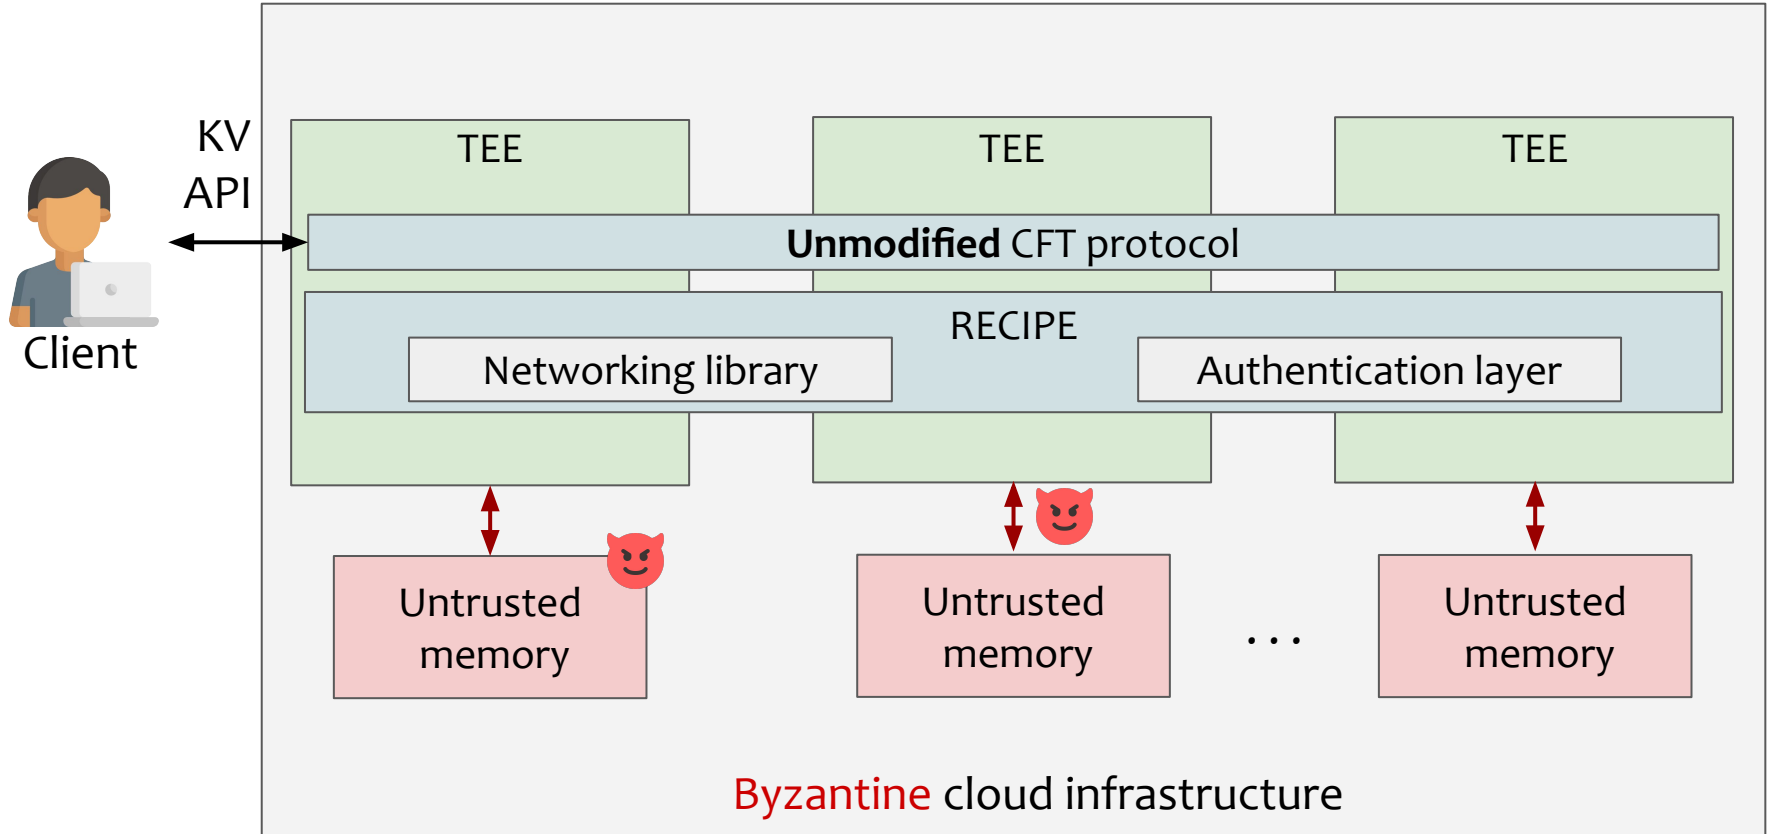 KV
API
Client
TEE
TEE
TEE
Unmodified CFT protocol
RECIPE
Networking library
Authentication layer
Untrusted
memory
Untrusted
memory
...
Untrusted
memory
Byzantine cloud infrastructure